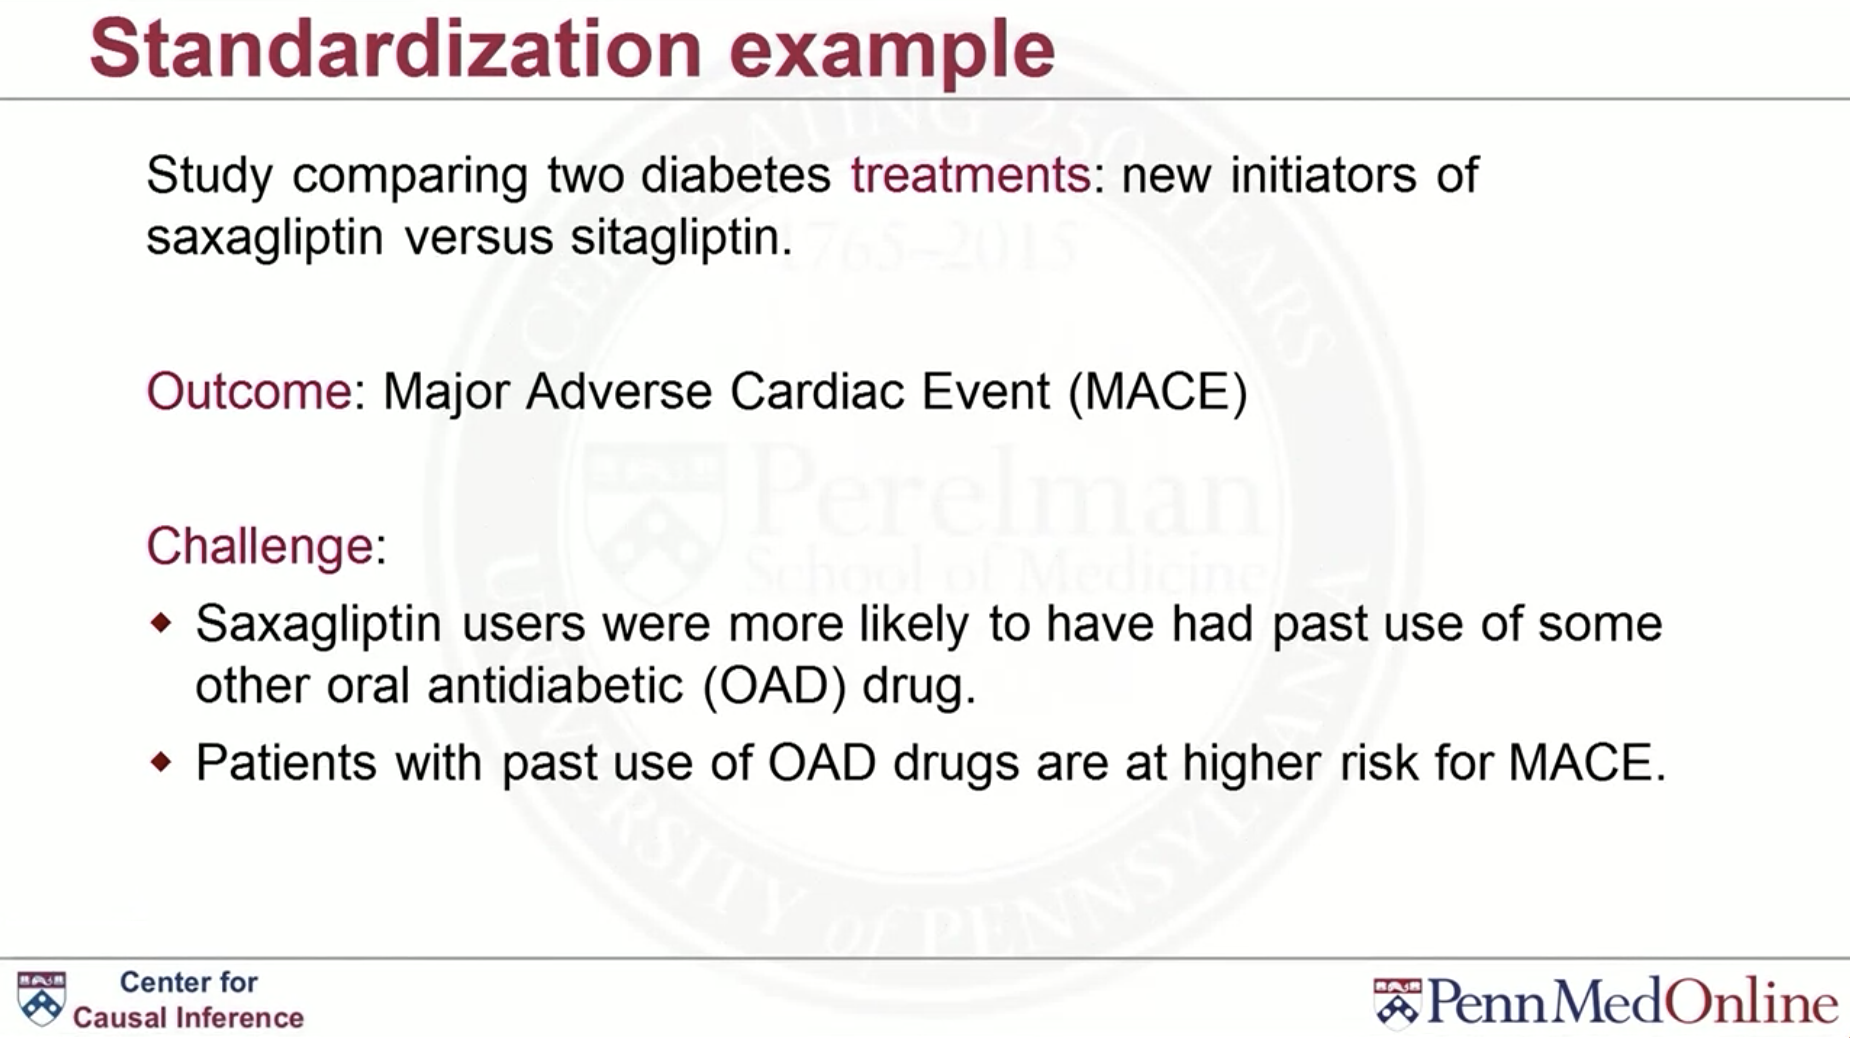 Standardization example
Study comparing two diabetes treatments: new initiators of
saxagliptin versus sitagliptin.
Outcome: Major Adverse Cardiac Event (MACE)
Challenge:
Saxagliptin users were more likely to have had past use of some
other oral antidiabetic (OAD) drug.
Patients with past use of OAD drugs are at higher risk for MACE.
CELEBRATING 250 YEARS
1765–2015
Perelman
School of Medicine
UNIVERSITY of PENNSYLVANIA
Center for
Causal Inference
PennMedOnline